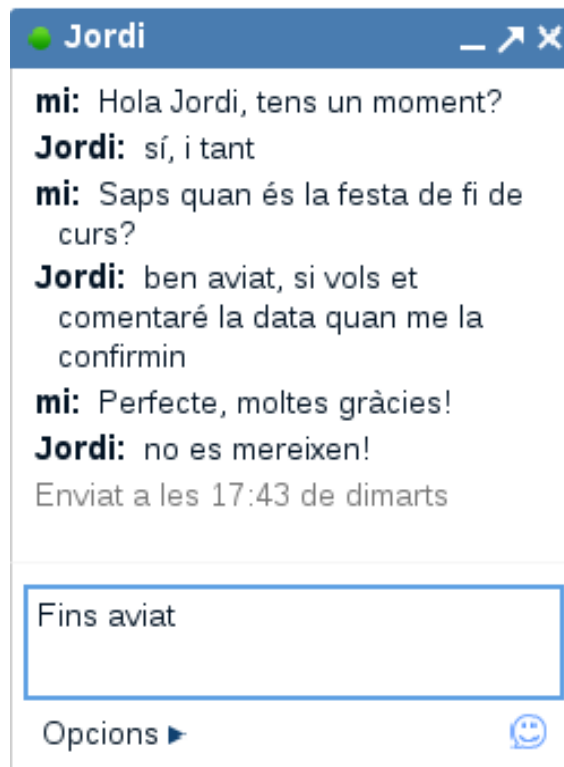 Jordi
mi: Hola Jordi, tens un moment?
Jordi: sí, i tant
mi: Saps quan és la festa de fi de
curs?
Jordi: ben aviat, si vols et
comentaré la data quan me la
confirmin
mi: Perfecte, moltes gràcies!
Jordi: no es mereixen!
Enviat a les 17:43 de dimarts
Fins aviat
Opcions